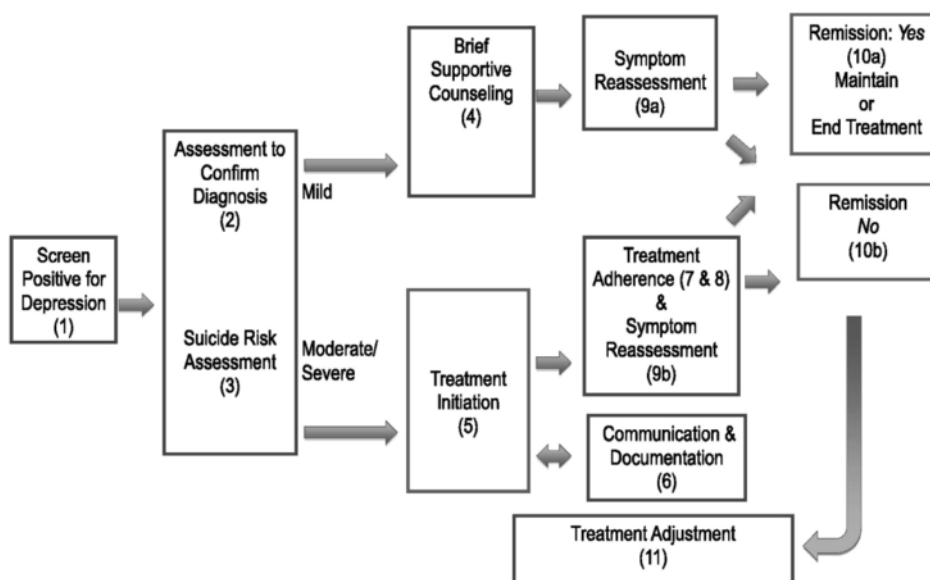 Screen
Positive for
Depression
(1)
Assessment to
Confirm
Diagnosis
(2)
Suicide Risk
Assessment
(3)
Mild
Moderate/
Severe
Brief
Supportive
Counseling
(4)
Treatment
Initiation
(5)
Symptom
Reassessment
(9a)
Treatment
Adherence (7 & 8)
&
Symptom
Reassessment
(9b)
Communication &
Documentation
(6)
Remission: Yes
(10a)
Maintain
or
End Treatment
Remission
No
(10b)
Treatment Adjustment
(11)